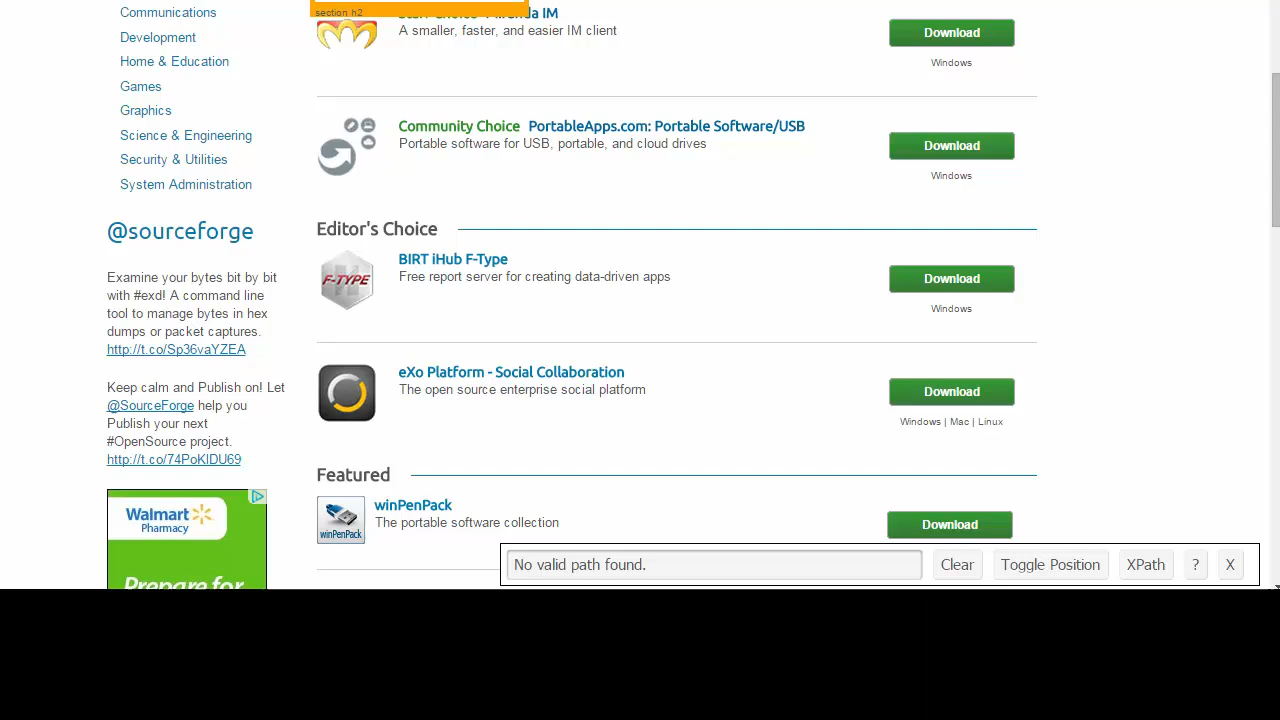 Communications
Development
Home & Education
Games
Graphics
Science & Engineering
Security & Utilities
System Administration
@sourceforge
Examine your bytes bit by bit
with #exd! A command line
tool to manage bytes in hex
dumps or packet captures.
http://t.co/Sp36vaYZEA
Keep calm and Publish on! Let
@SourceForge help you
Publish your next
#OpenSource project.
http://t.co/74PoKIDU69
Walmart
Pharmacy
Prepare for
section h2
IM
A smaller, faster, and easier IM client
Download
Windows
Community Choice PortableApps.com: Portable Software/USB
Portable software for USB, portable, and cloud drives
Download
Windows
Editor's Choice
F-TYPE
BIRT iHub F-Type
Free report server for creating data-driven apps
Download
Windows
eXo Platform - Social Collaboration
The open source enterprise social platform
Download
Windows | Mac | Linux
Featured
winPenPack
winPenPack
The portable software collection
Download
No valid path found.
Clear
Toggle Position
XPath
?
X